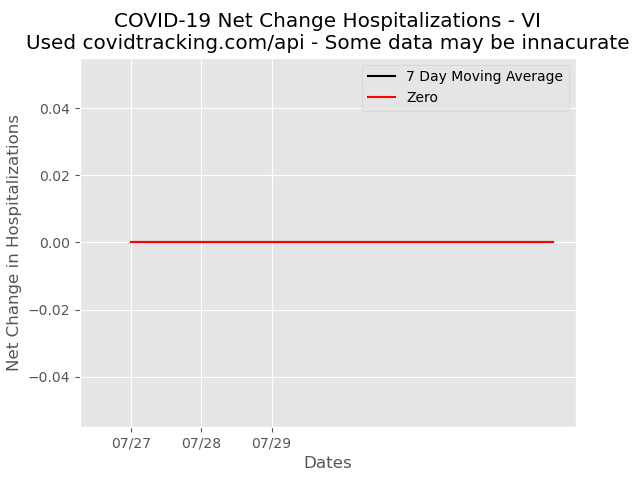 COVID-19 Net Change Hospitalizations - VI
Used covidtracking.com/api - Some data may be innacurate
7 Day Moving Average
Zero
Net Change in Hospitalizations
0.04
0.02
0.00
−0.02
−0.04
07/27 07/28 07/29
Dates